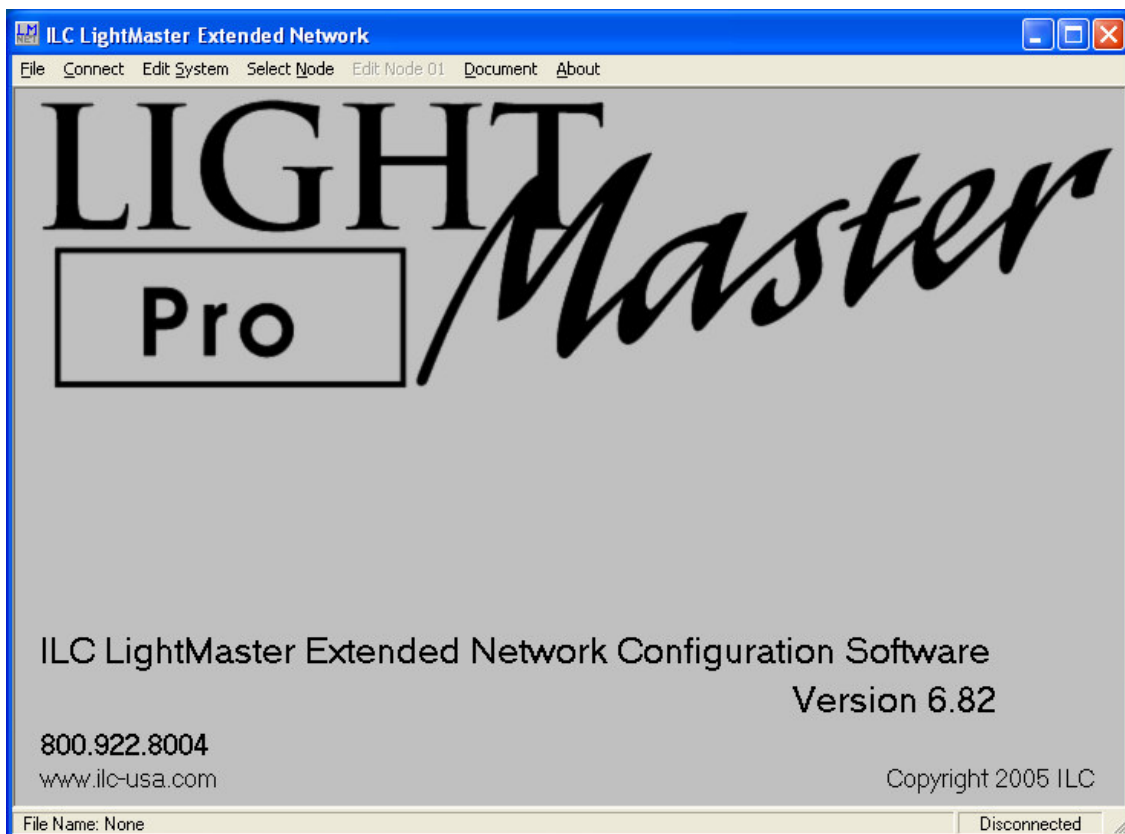 LM
NET
ILC LightMaster Extended Network
File Connect Edit System Select Node Edit Node 01 Document About
LIGHT Master
Pro
ILC LightMaster Extended Network Configuration Software
Version 6.82
800.922.8004
www.ilc-usa.com
Copyright 2005 ILC
File Name: None
Disconnected